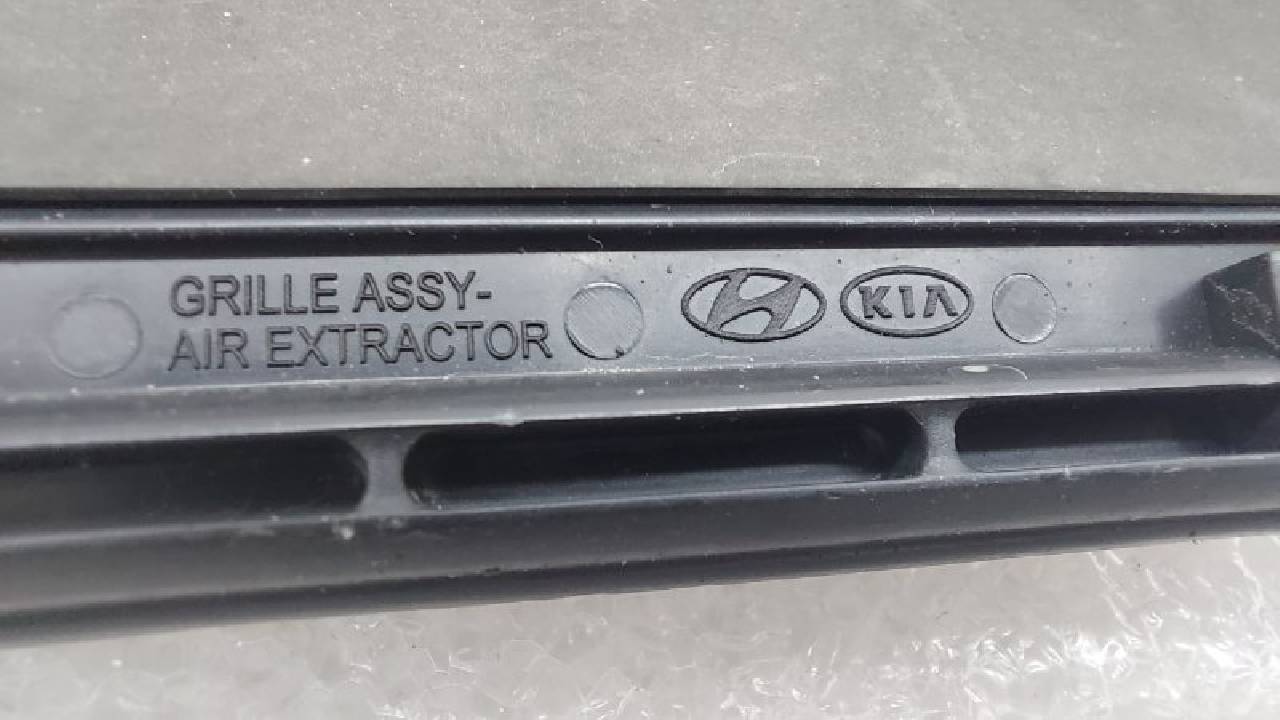 GRILLE ASSY-
AIR EXTRACTOR
KIA